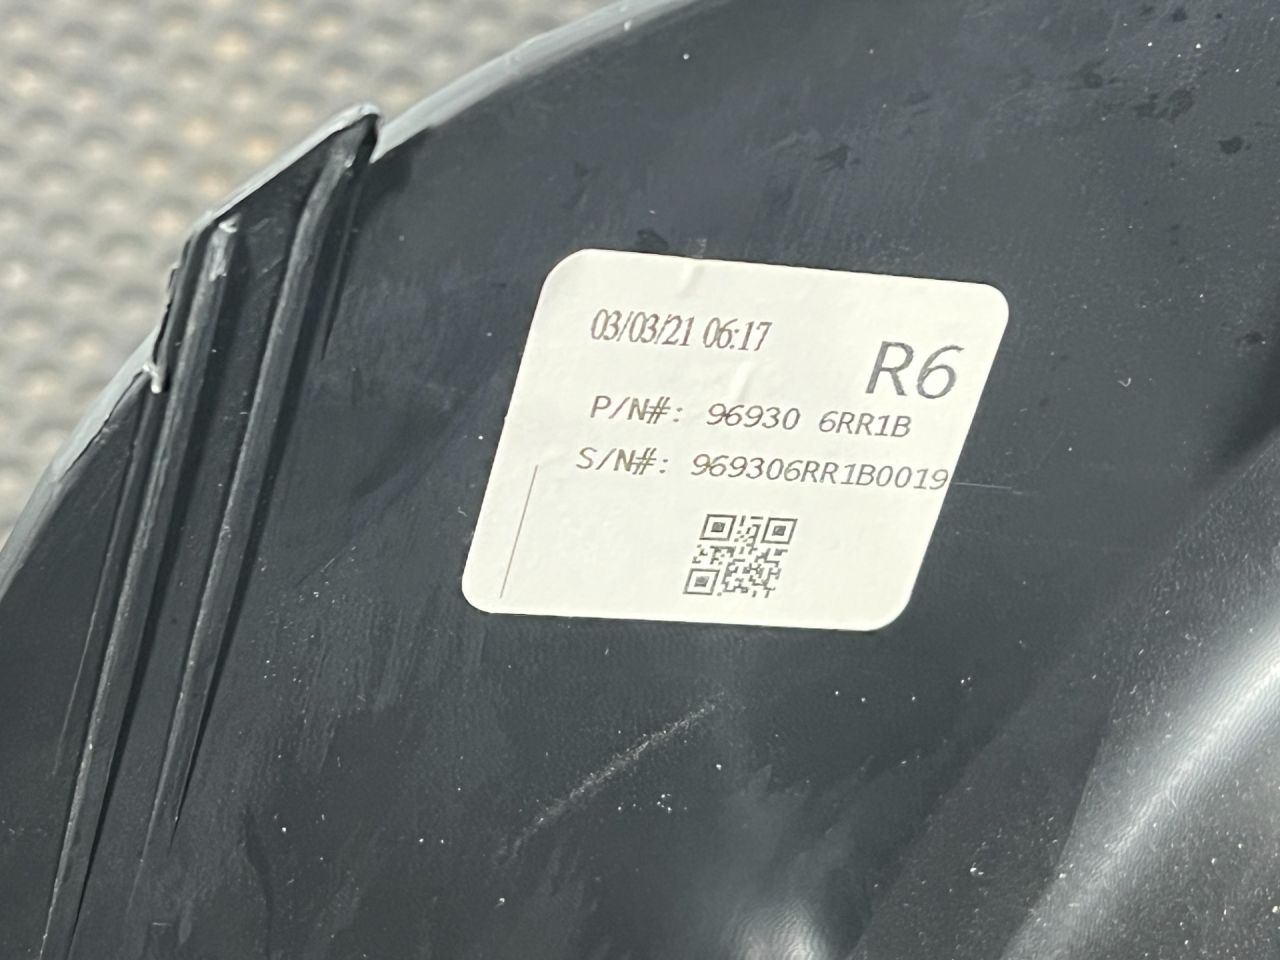 03/03/21 06:17
R6
P/N#: 96930 6RR1B
S/N#: 969306RR1B0019